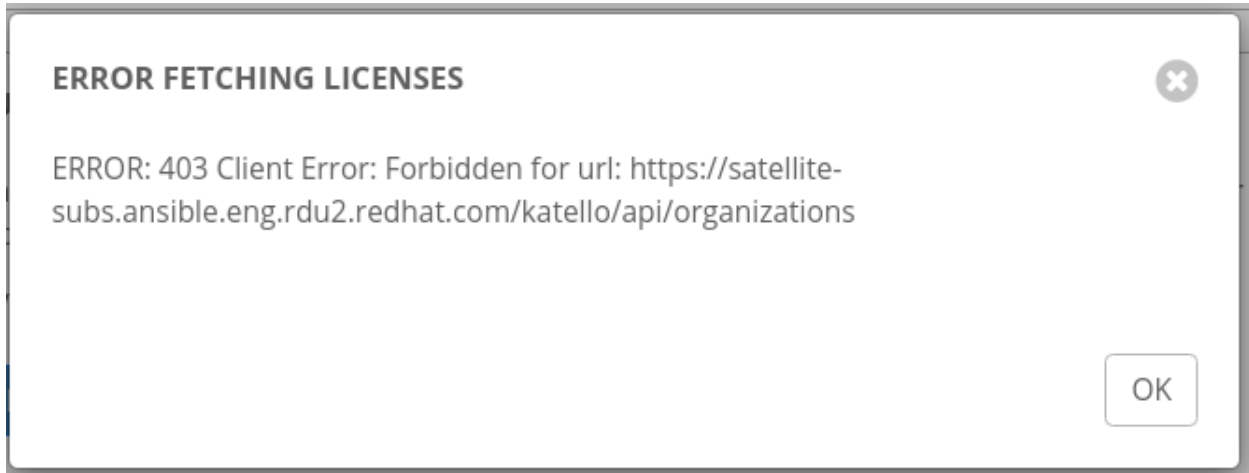 ERROR FETCHING LICENSES
ERROR: 403 Client Error: Forbidden for url: https://satellite-
subs.ansible.eng.rdu2.redhat.com/katello/api/organizations
OK